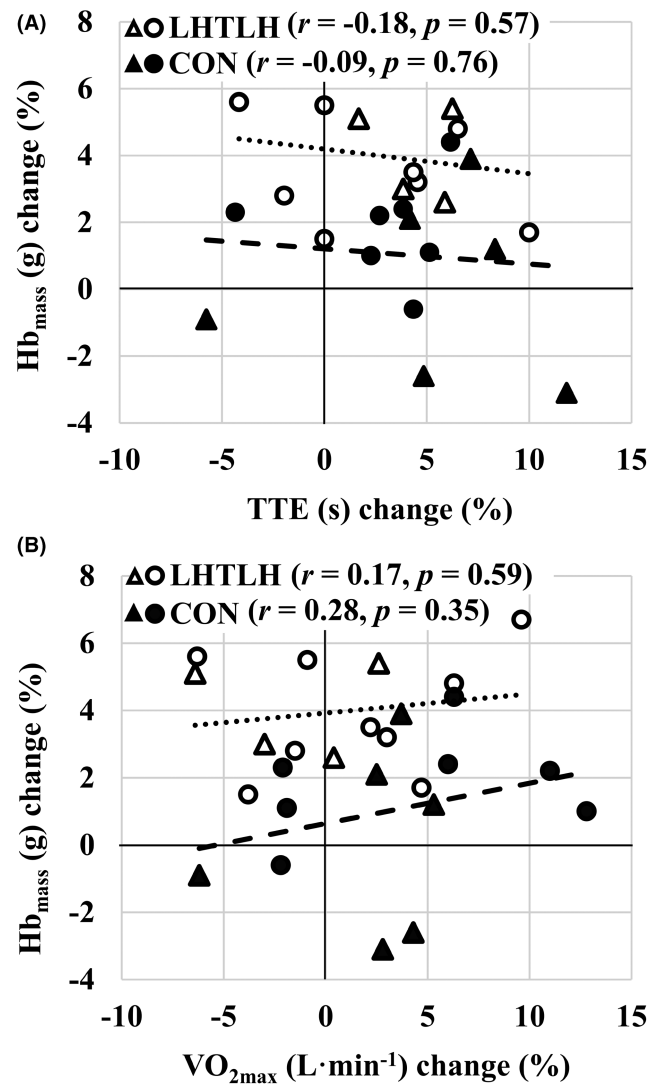 (A)
LHTLH (r = -0.18, p = 0.57)
CON (r = -0.09, p = 0.76)
8
6
4
2
0
-2
-4
Hbmass (g) change (%)
-10 -5 0 5 10 15
TTE (s) change (%)
(B)
LHTLH (r = 0.17, p = 0.59)
CON (r = 0.28, p = 0.35)
8
6
4
2
0
-2
-4
Hbmass (g) change (%)
-10 -5 0 5 10 15
VO2max (L·min-1) change (%)